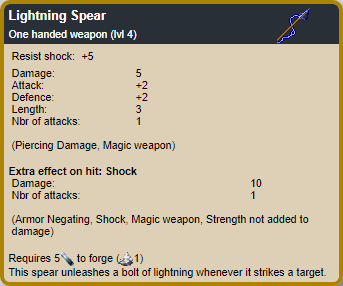 Lightning Spear
One handed weapon (lvl 4)
Resist shock: +5
Damage: 5
Attack: +2
Defence: +2
Length: 3
Nbr of attacks: 1
(Piercing Damage, Magic weapon)
Extra effect on hit: Shock
Damage: 10
Nbr of attacks: 1
(Armor Negating, Shock, Magic weapon, Strength not added to
damage)
Requires 5 to forge (1)
This spear unleashes a bolt of lightning whenever it strikes a target.